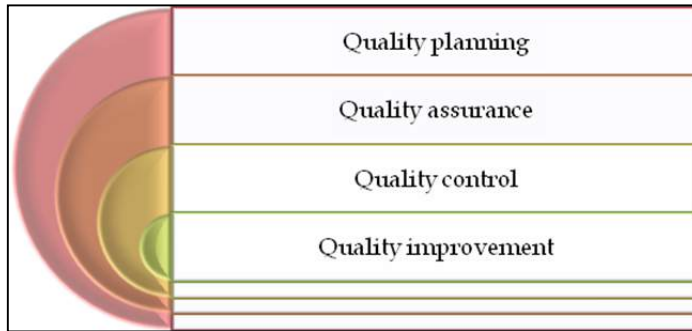 Quality planning
Quality assurance
Quality control
Quality improvement